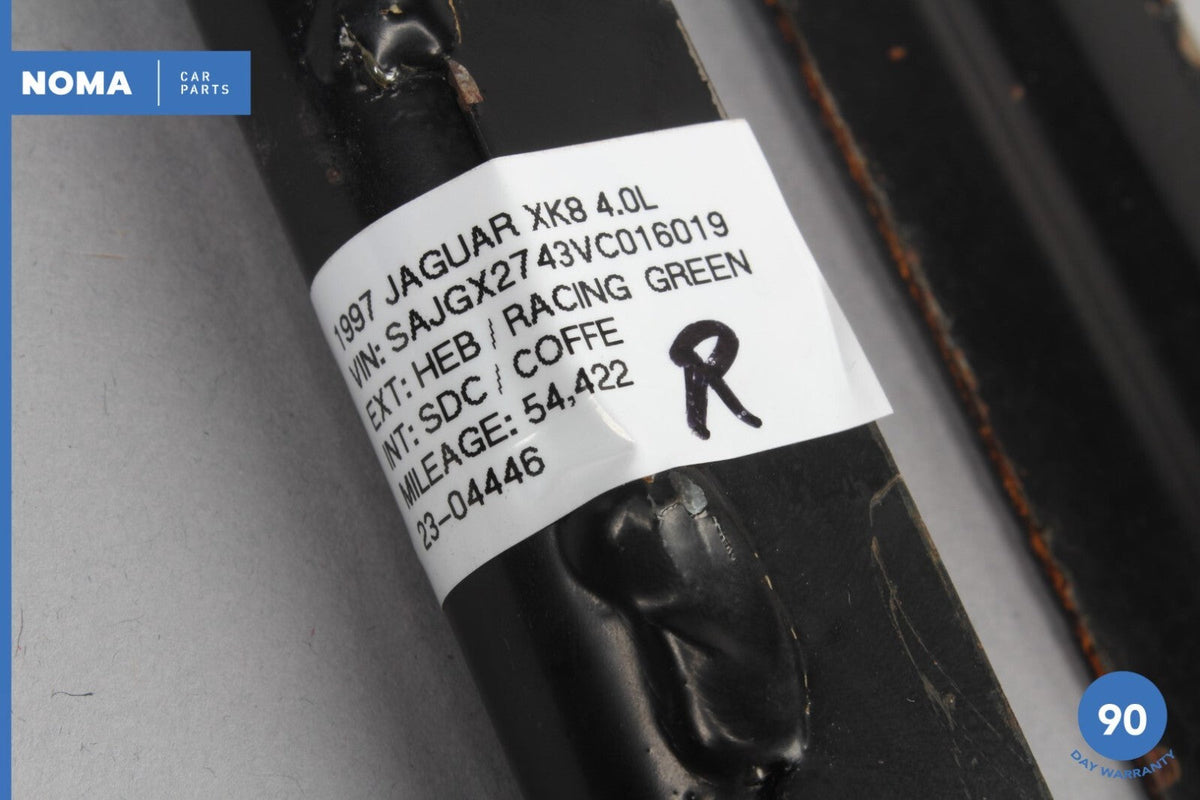 NOMA
CAR
PARTS
1997 JAGUAR XK8 4.0L
VIN: SAJGX2743VC016019
EXT: HEB / RACING GREEN
INT: SDC / COFFE
MILEAGE: 54,422
23-04446
R
90
DAY WARRANTY